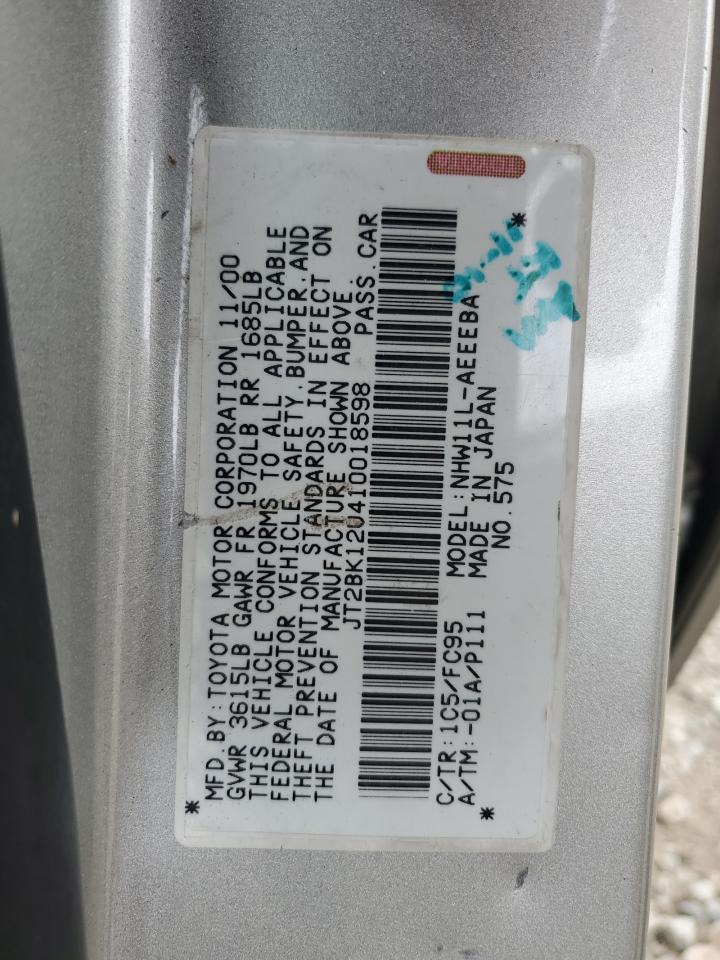 MFD.BY:TOYOTA MOTOR CORPORATION 11/00
GVWR 3615LB GAWR FR 1970LB RR 1685LB
THIS VEHICLE CONFORMS TO ALL APPLICABLE
FEDERAL MOTOR VEHICLE SAFETY,BUMPER,AND
THEFT PREVENTION STANDARDS IN EFFECT ON
THE DATE OF MANUFACTURE SHOWN ABOVE.
JT2BK12U410018598 PASS.CAR
C/TR:1C5/FC95 MODEL:NHW11L-AEEEBA
A/TM:-01A/P111 MADE IN JAPAN
NO.575